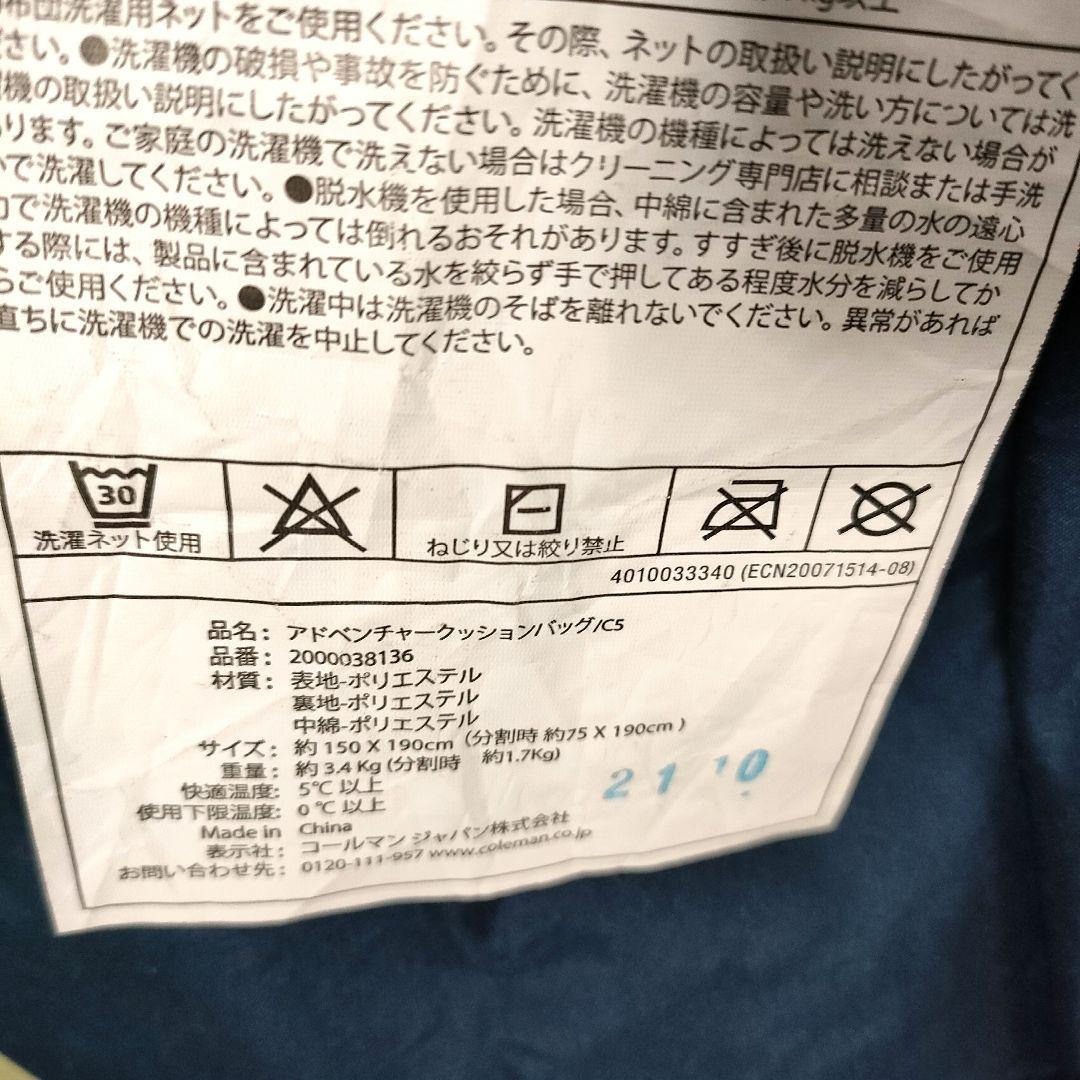 布団洗濯用ネットをご使用ください。その際、ネットの取扱い説明にしたがってく
ださい。●洗濯機の破損や事故を防ぐために、洗濯機の容量や洗い方については洗
濯機の取扱い説明にしたがってください。洗濯機の機種によっては洗えない場合が
あります。ご家庭の洗濯機で洗えない場合はクリーニング専門店に相談または手洗
いで洗濯してください。●脱水機を使用した場合、中綿に含まれた多量の水の遠心
力で洗濯機の機種によっては倒れるおそれがあります。すすぎ後に脱水機をご使用
する際には、製品に含まれている水を絞らず手で押してある程度水分を減らしてか
らご使用ください。●洗濯中は洗濯機のそばを離れないでください。異常があれば
直ちに洗濯機での洗濯を中止してください。
30
洗濯ネット使用
ねじり又は絞り禁止
4010033340 (ECN20071514-08)
品名: アドベンチャークッションバッグ/C5
品番: 2000038136
材質: 表地-ポリエステル
裏地-ポリエステル
中綿-ポリエステル
サイズ: 約 150 X 190cm (分割時 約75 X 190cm )
重量: 約 3.4 Kg (分割時 約1.7Kg)
快適温度: 5℃ 以上
使用下限温度: 0 ℃ 以上
Made in China
表示社: コールマン ジャパン株式会社
お問い合わせ先: 0120-111-957 www.coleman.co.jp
21 10